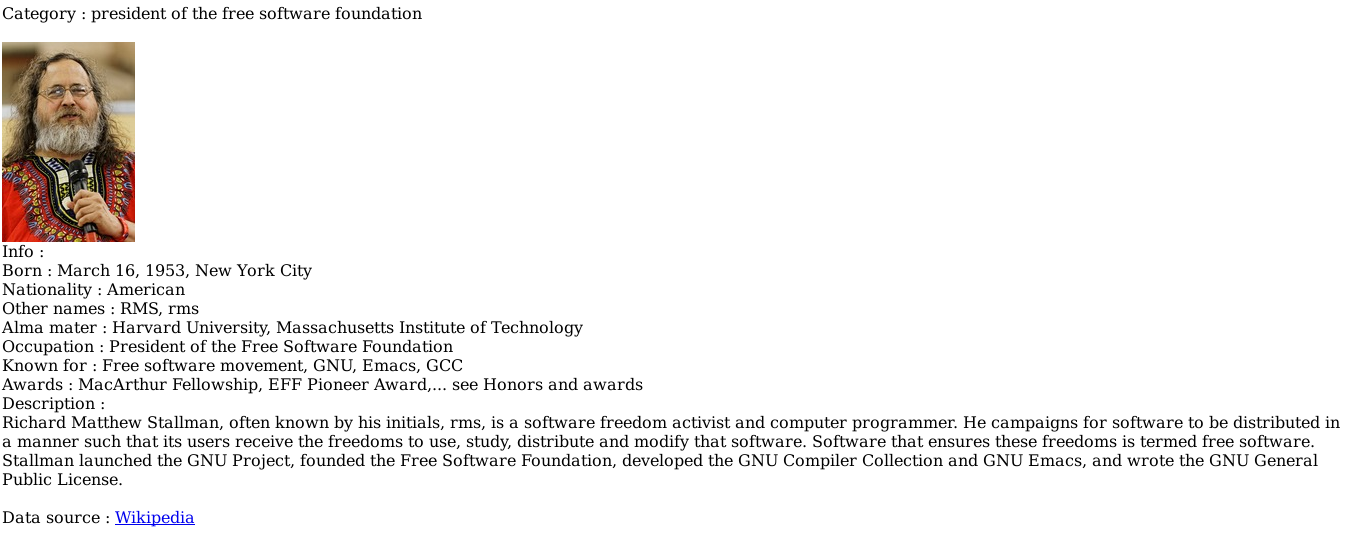 Category : president of the free software foundation
Info :
Born : March 16, 1953, New York City
Nationality : American
Other names : RMS, rms
Alma mater : Harvard University, Massachusetts Institute of Technology
Occupation : President of the Free Software Foundation
Known for : Free software movement, GNU, Emacs, GCC
Awards : MacArthur Fellowship, EFF Pioneer Award,... see Honors and awards
Description :
Richard Matthew Stallman, often known by his initials, rms, is a software freedom activist and computer programmer. He campaigns for software to be distributed in
a manner such that its users receive the freedoms to use, study, distribute and modify that software. Software that ensures these freedoms is termed free software.
Stallman launched the GNU Project, founded the Free Software Foundation, developed the GNU Compiler Collection and GNU Emacs, and wrote the GNU General
Public License.
Data source : Wikipedia